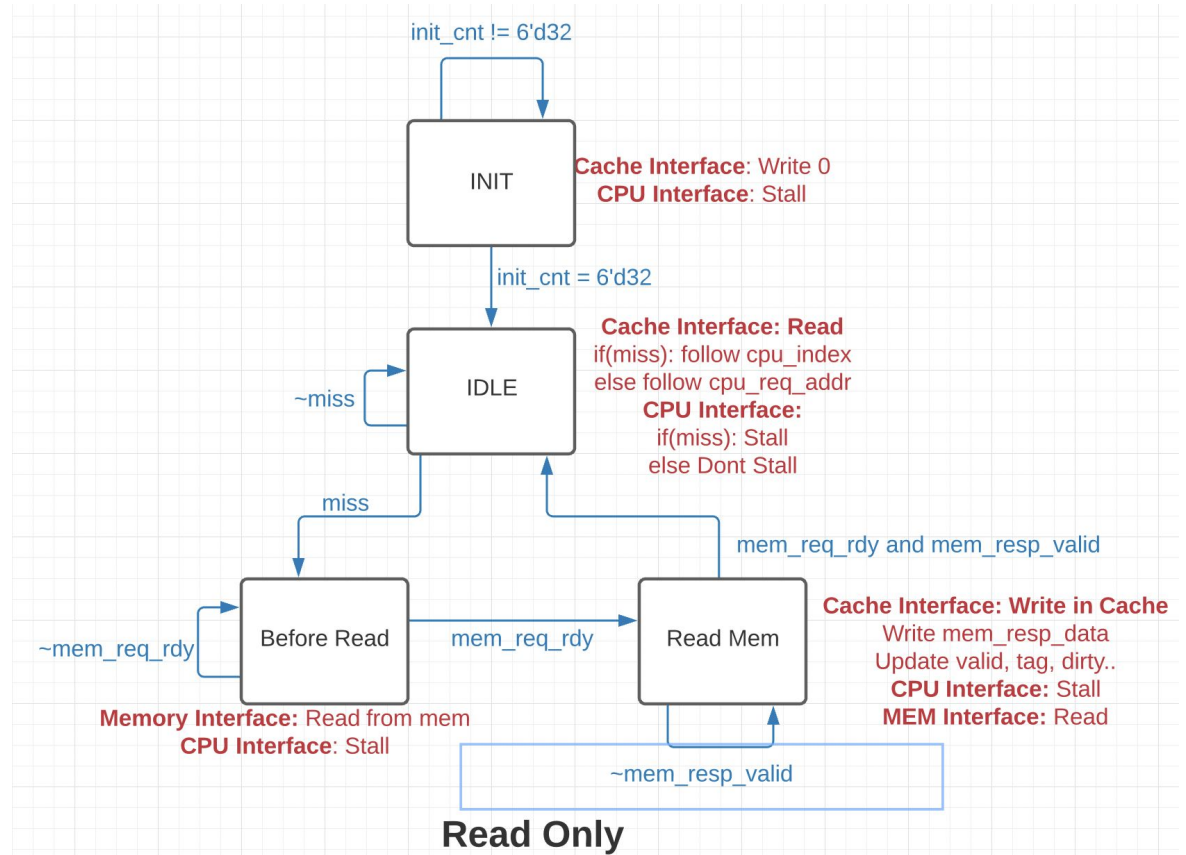 init_cnt != 6'd32
INIT
Cache Interface: Write 0
CPU Interface: Stall
init_cnt = 6'd32
Cache Interface: Read
if(miss): follow cpu_index
else follow cpu_req_addr
CPU Interface:
if(miss): Stall
else Dont Stall
IDLE
~miss
miss
mem_req_rdy and mem_resp_valid
Before Read
~mem_req_rdy
mem_req_rdy
Read Mem
Cache Interface: Write in Cache
Write mem_resp_data
Update valid, tag, dirty..
CPU Interface: Stall
MEM Interface: Read
Memory Interface: Read from mem
CPU Interface: Stall
~mem_resp_valid
Read Only